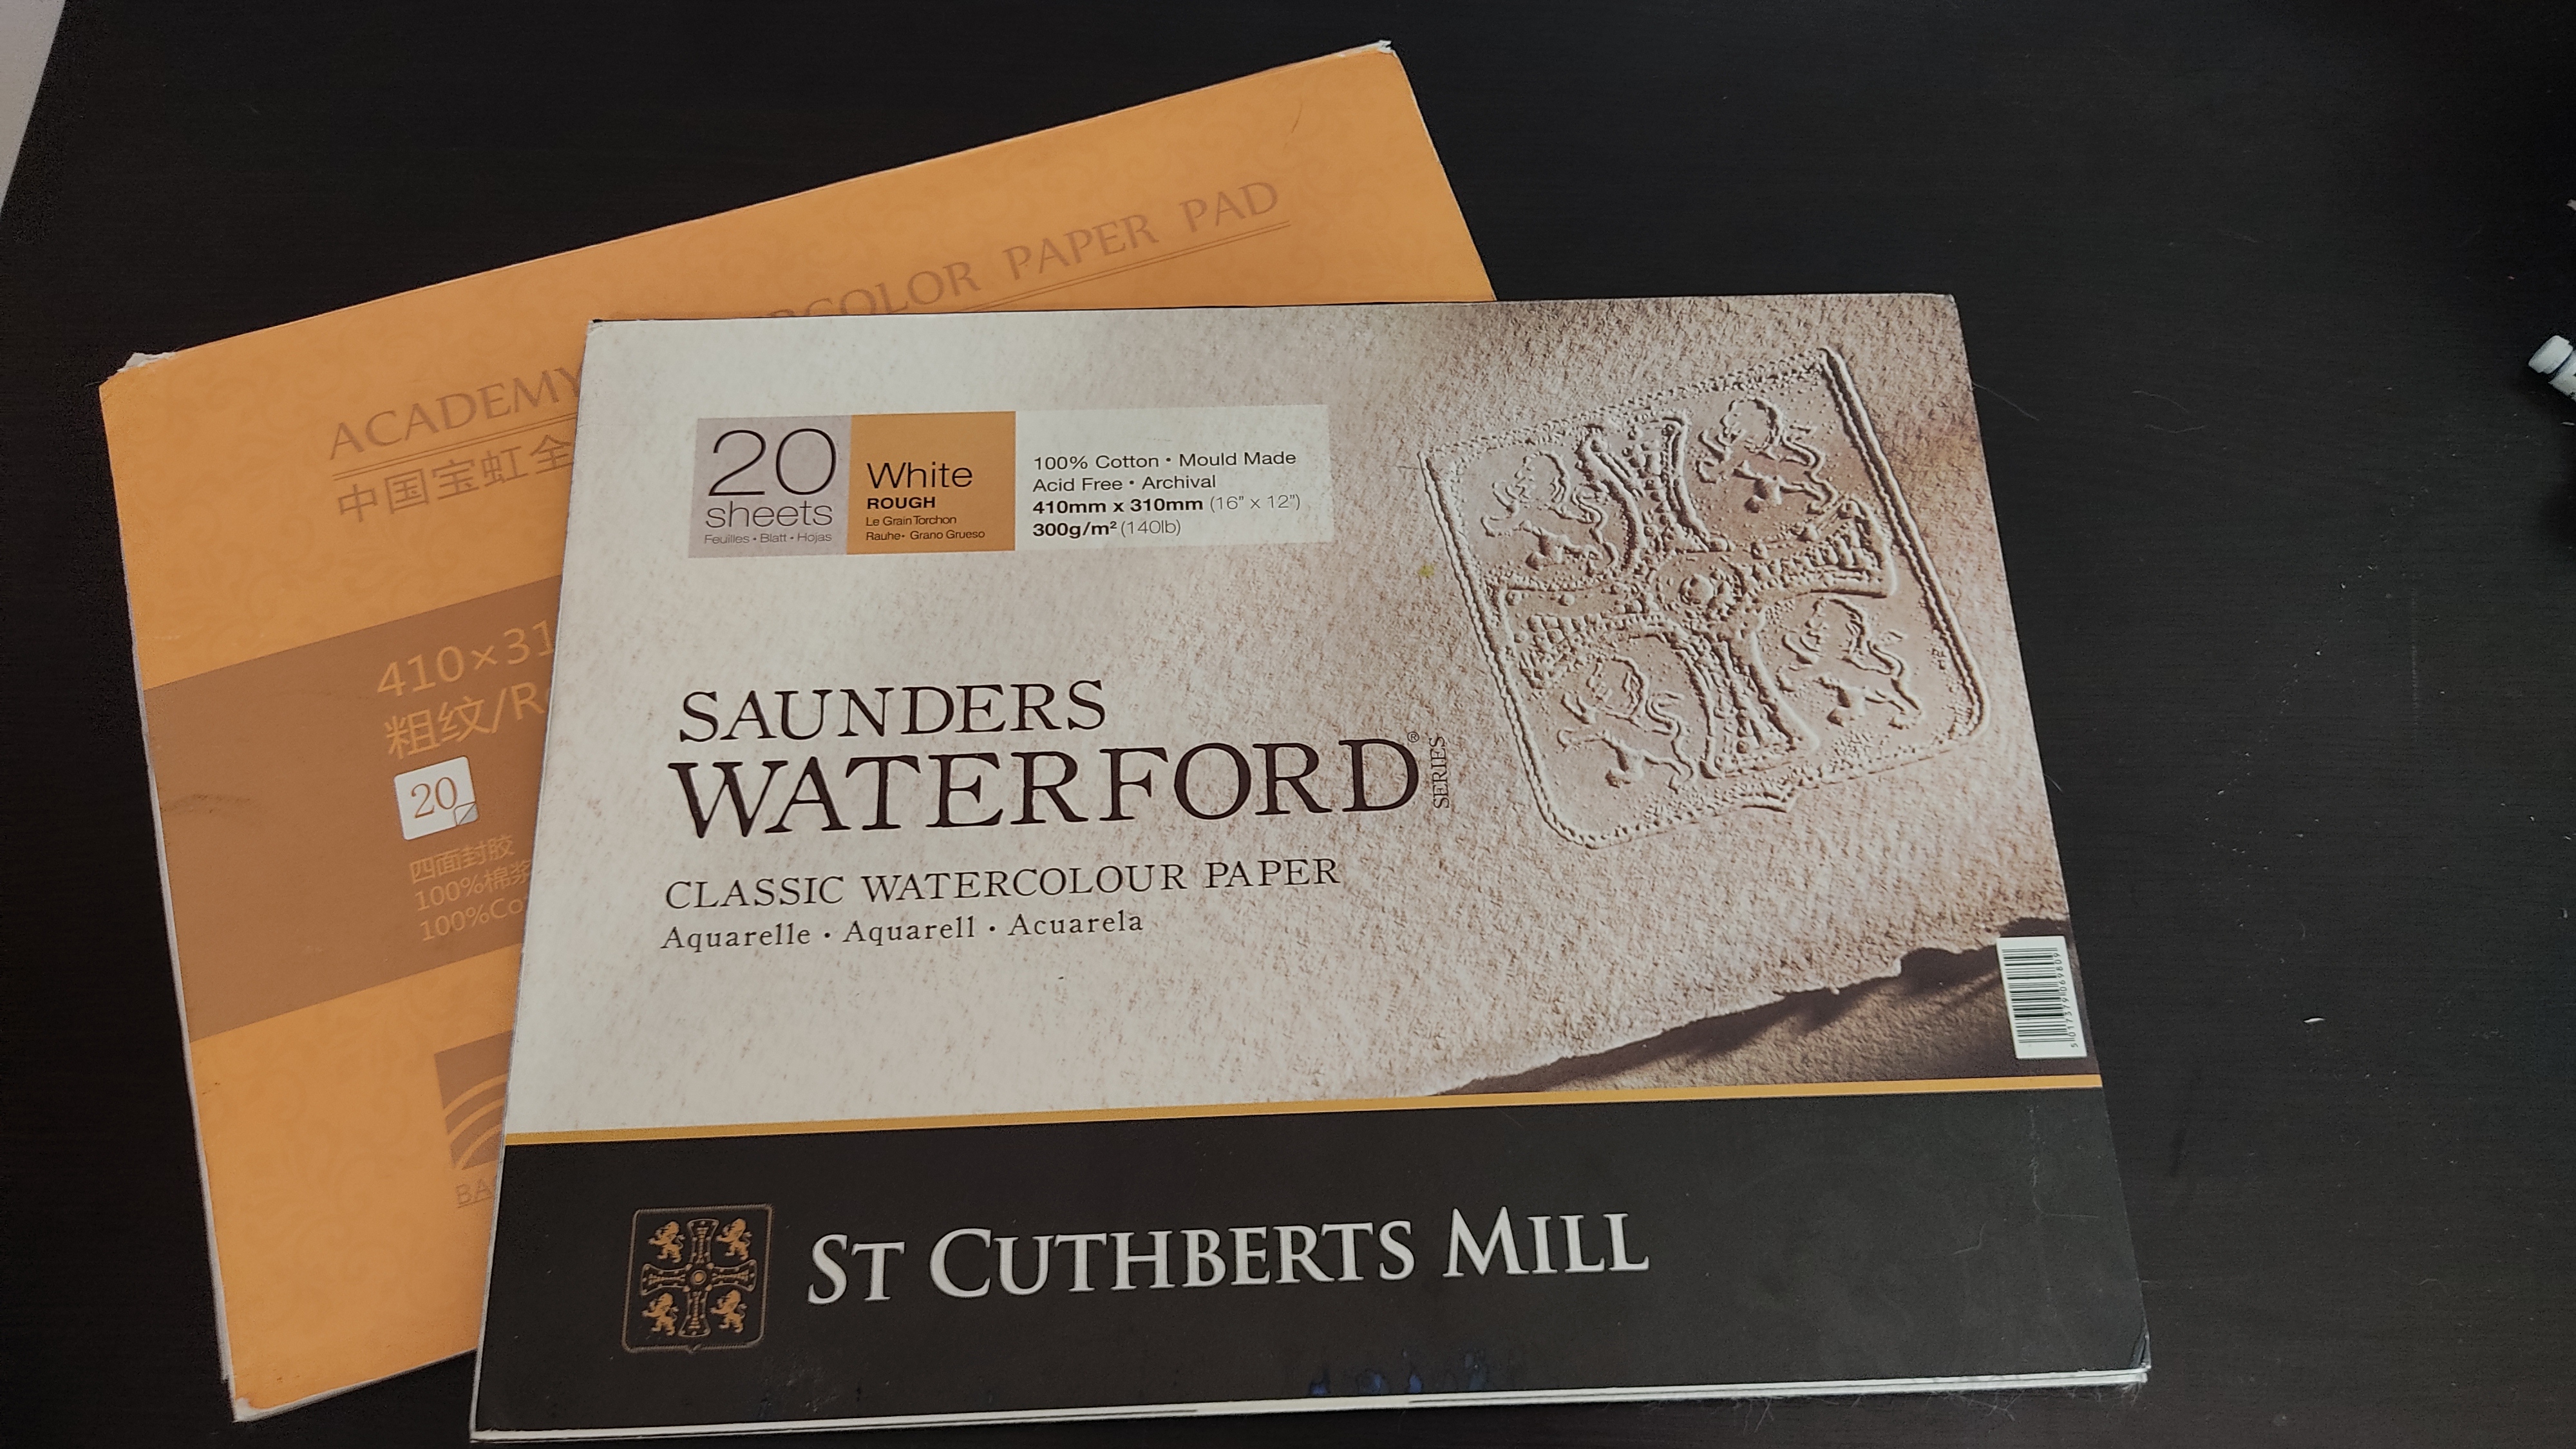 ACADEMY
COLOR PAPER PAD
中国宝虹全
410×31
粗纹/R
20
四面封胶
100%棉浆
100%Co
BAO
20
sheets
Feuilles • Blatt • Hojas
White
ROUGH
Le Grain Torchon
Rauhe • Grano Grueso
100% Cotton • Mould Made
Acid Free • Archival
410mm x 310mm (16" x 12")
300g/m² (140lb)
SAUNDERS
WATERFORD®
SERIES
CLASSIC WATERCOLOUR PAPER
Aquarelle • Aquarell • Acuarela
5017379069809
ST CUTHBERTS MILL